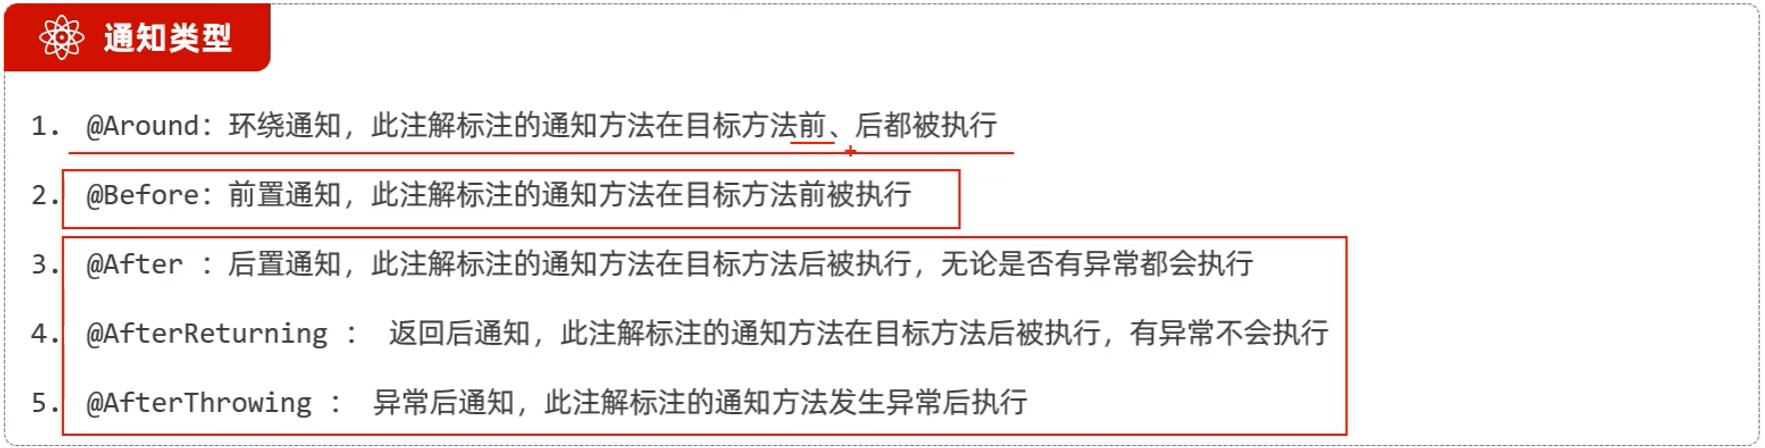 通知类型
1. @Around：环绕通知，此注解标注的通知方法在目标方法前、后都被执行
2. @Before：前置通知，此注解标注的通知方法在目标方法前被执行
3. @After ：后置通知，此注解标注的通知方法在目标方法后被执行，无论是否有异常都会执行
4. @AfterReturning ： 返回后通知，此注解标注的通知方法在目标方法后被执行，有异常不会执行
5. @AfterThrowing ： 异常后通知，此注解标注的通知方法发生异常后执行